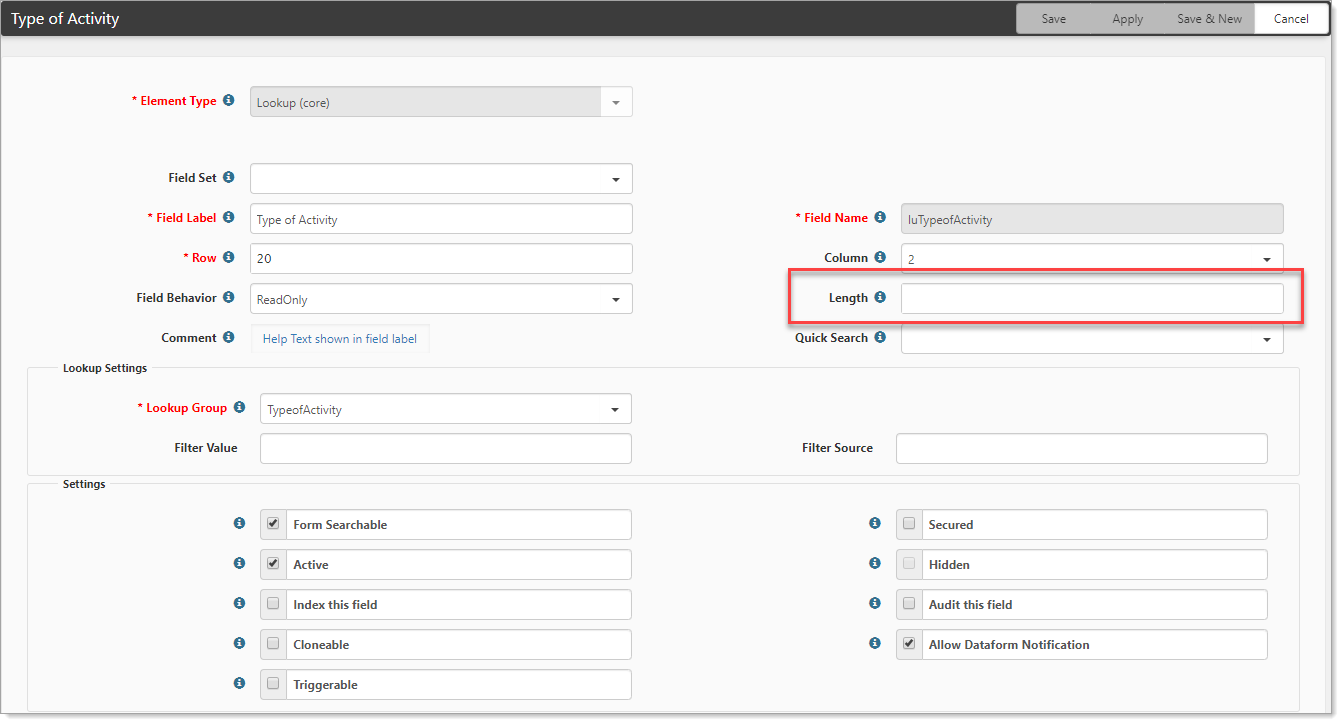 Type of Activity
Save Apply Save & New Cancel
* Element Type Lookup (core)
Field Set
* Field Label Type of Activity * Field Name luTypeofActivity
* Row 20 Column 2
Field Behavior ReadOnly Length
Comment Help Text shown in field label Quick Search
Lookup Settings
* Lookup Group TypeofActivity
Filter Value Filter Source
Settings
Form Searchable Secured
Active Hidden
Index this field Audit this field
Cloneable Allow Dataform Notification
Triggerable